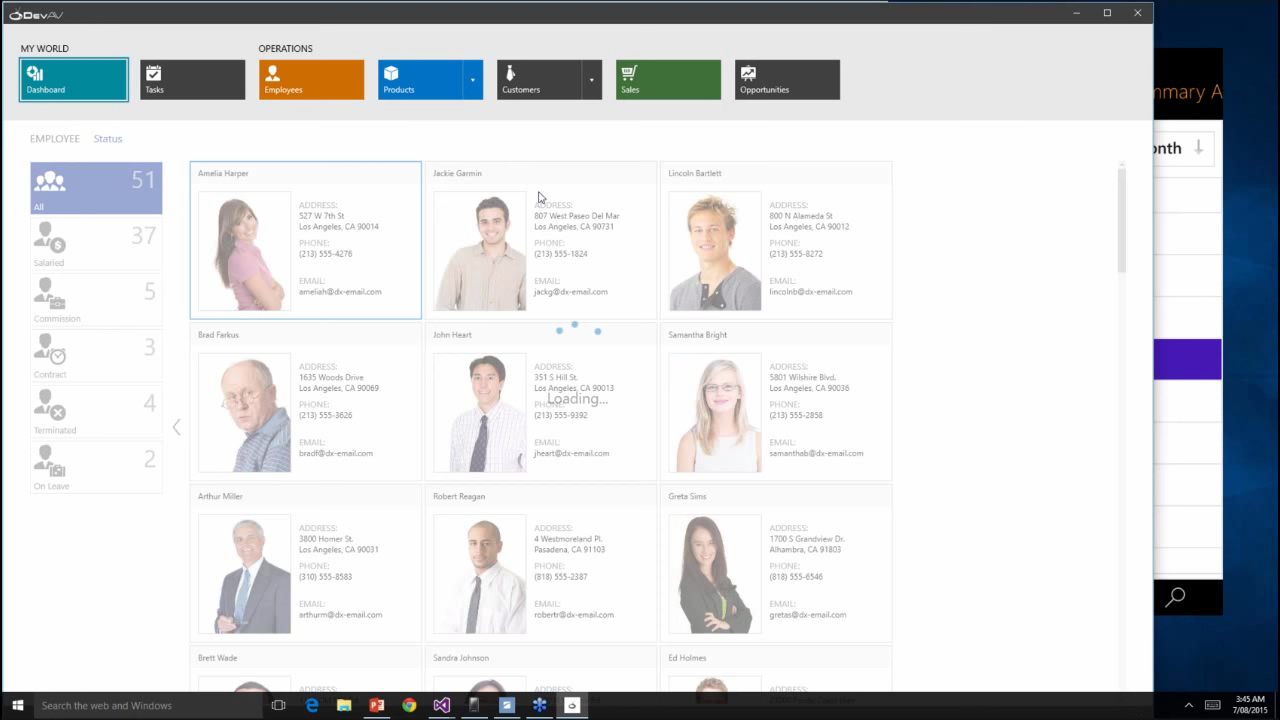 DevAV
MY WORLD
OPERATIONS
Dashboard
Tasks
Employees
Products
Customers
Sales
Opportunities
mmary A
onth
EMPLOYEE Status
51
All
37
Salaried
5
Commission
3
Contract
4
Terminated
2
On Leave
Amelia Harper
ADDRESS:
527 W 7th St
Los Angeles, CA 90014
PHONE:
(213) 555-4276
EMAIL:
ameliah@dx-email.com
Jackie Garmin
ADDRESS:
807 West Paseo Del Mar
Los Angeles, CA 90731
PHONE:
(213) 555-1824
EMAIL:
jackg@dx-email.com
Lincoln Bartlett
ADDRESS:
800 N Alameda St
Los Angeles, CA 90012
PHONE:
(213) 555-8272
EMAIL:
lincolnb@dx-email.com
Brad Farkus
ADDRESS:
1635 Woods Drive
Los Angeles, CA 90069
PHONE:
(213) 555-3626
EMAIL:
bradf@dx-email.com
John Heart
ADDRESS:
351 S Hill St.
Los Angeles, CA 90013
Loading...
PHONE:
(213) 555-9392
EMAIL:
jheart@dx-email.com
Samantha Bright
ADDRESS:
5801 Wilshire Blvd.
Los Angeles, CA 90036
PHONE:
(213) 555-2858
EMAIL:
samanthab@dx-email.com
Arthur Miller
ADDRESS:
3800 Homer St.
Los Angeles, CA 90031
PHONE:
(310) 555-8583
EMAIL:
arthurm@dx-email.com
Robert Reagan
ADDRESS:
4 Westmoreland Pl.
Pasadena, CA 91103
PHONE:
(818) 555-2387
EMAIL:
robertr@dx-email.com
Greta Sims
ADDRESS:
1700 S Grandview Dr.
Alhambra, CA 91803
PHONE:
(818) 555-6546
EMAIL:
gretas@dx-email.com
Brett Wade
ADDRESS:
Sandra Johnson
ADDRESS:
Ed Holmes
ADDRESS:
Search the web and Windows
3:45 AM
7/08/2015